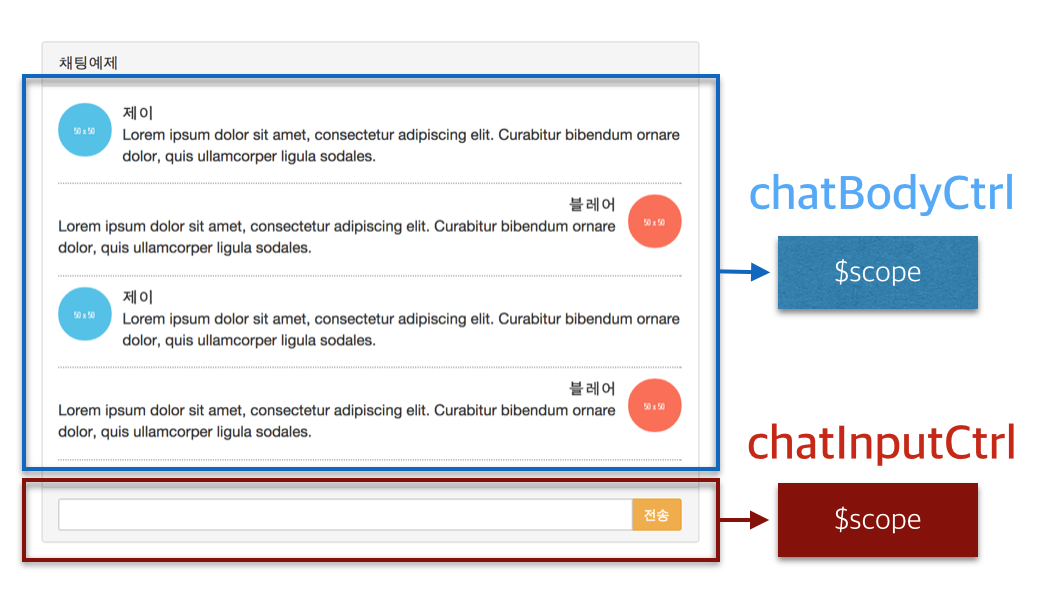 채팅예제
50 x 50
제이
Lorem ipsum dolor sit amet, consectetur adipiscing elit. Curabitur bibendum ornare
dolor, quis ullamcorper ligula sodales.
블레어
50 x 50
Lorem ipsum dolor sit amet, consectetur adipiscing elit. Curabitur bibendum ornare
dolor, quis ullamcorper ligula sodales.
50 x 50
제이
Lorem ipsum dolor sit amet, consectetur adipiscing elit. Curabitur bibendum ornare
dolor, quis ullamcorper ligula sodales.
블레어
50 x 50
Lorem ipsum dolor sit amet, consectetur adipiscing elit. Curabitur bibendum ornare
dolor, quis ullamcorper ligula sodales.
전송
chatBodyCtrl
$scope
chatInputCtrl
$scope